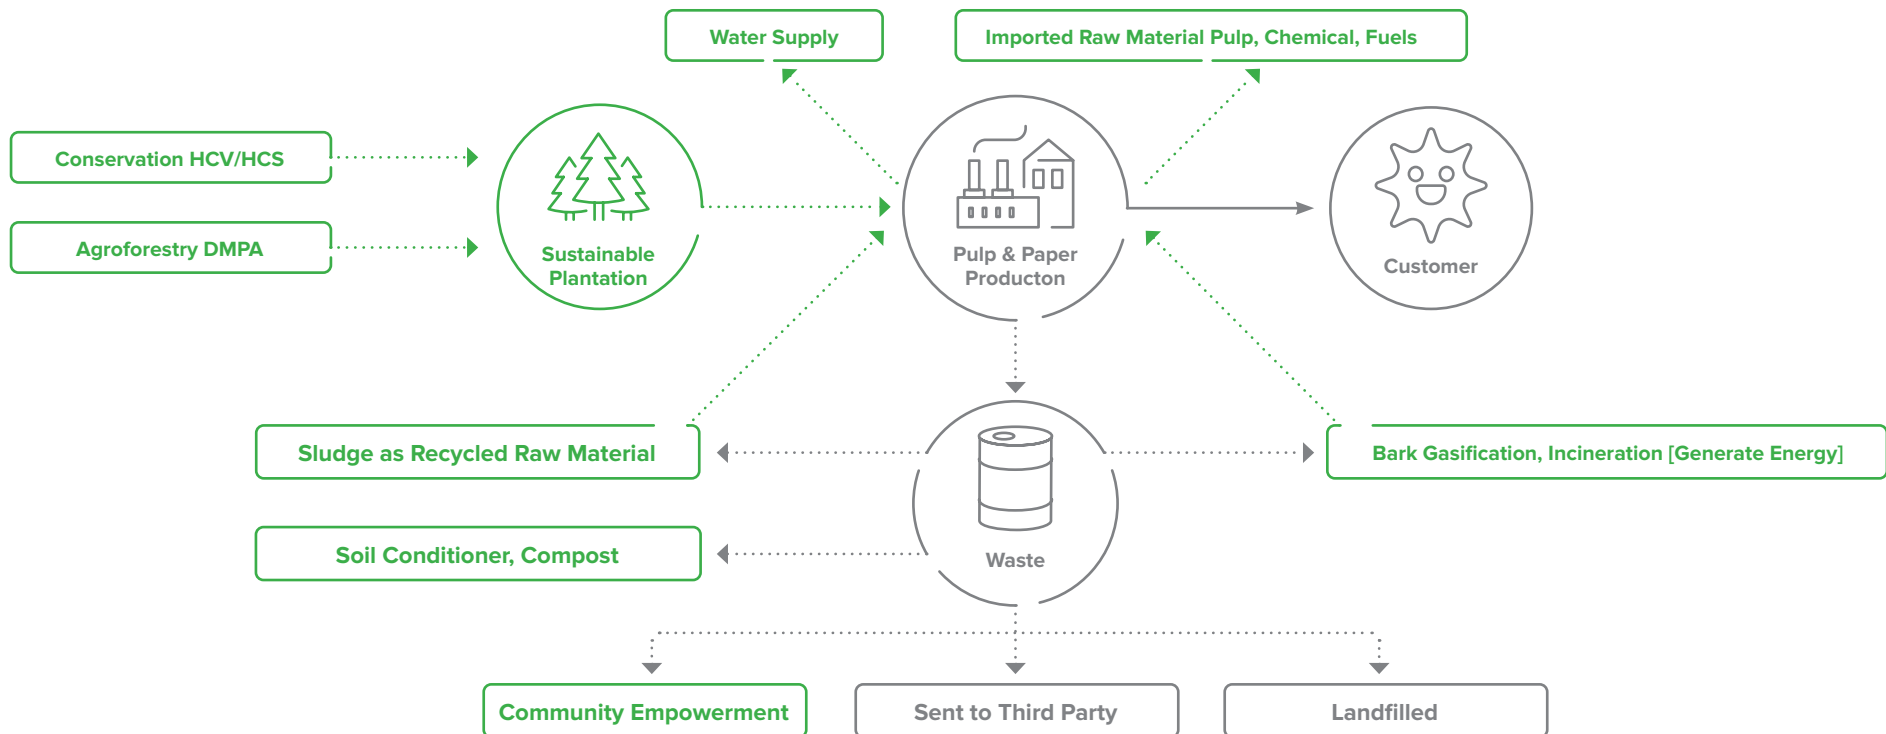 Water Supply
Imported Raw Material Pulp, Chemical, Fuels
Conservation HCV/HCS
Agroforestry DMPA
Sustainable
Plantation
Pulp & Paper
Producton
Customer
Sludge as Recycled Raw Material
Bark Gasification, Incineration [Generate Energy]
Soil Conditioner, Compost
Waste
Community Empowerment
Sent to Third Party
Landfilled